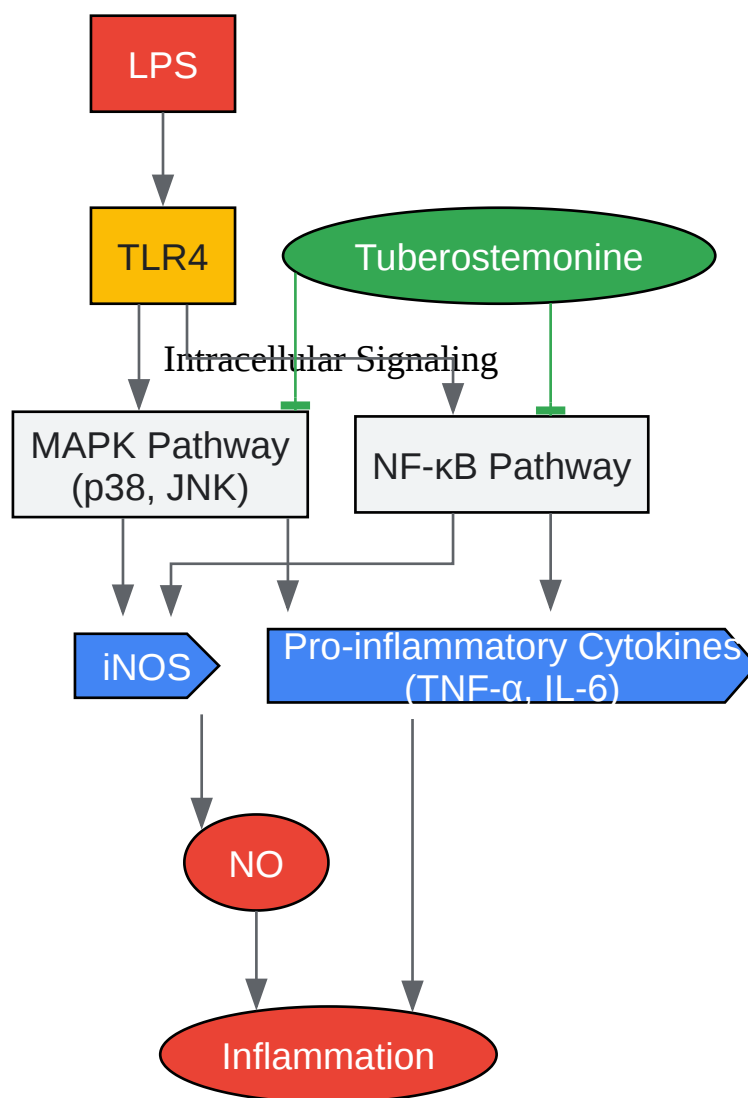 LPS
TLR4
Tuberostemonine
Intracellular Signaling
MAPK Pathway
(p38, JNK)
NF-κB Pathway
iNOS
Pro-inflammatory Cytokines
(TNF-α, IL-6)
NO
Inflammation